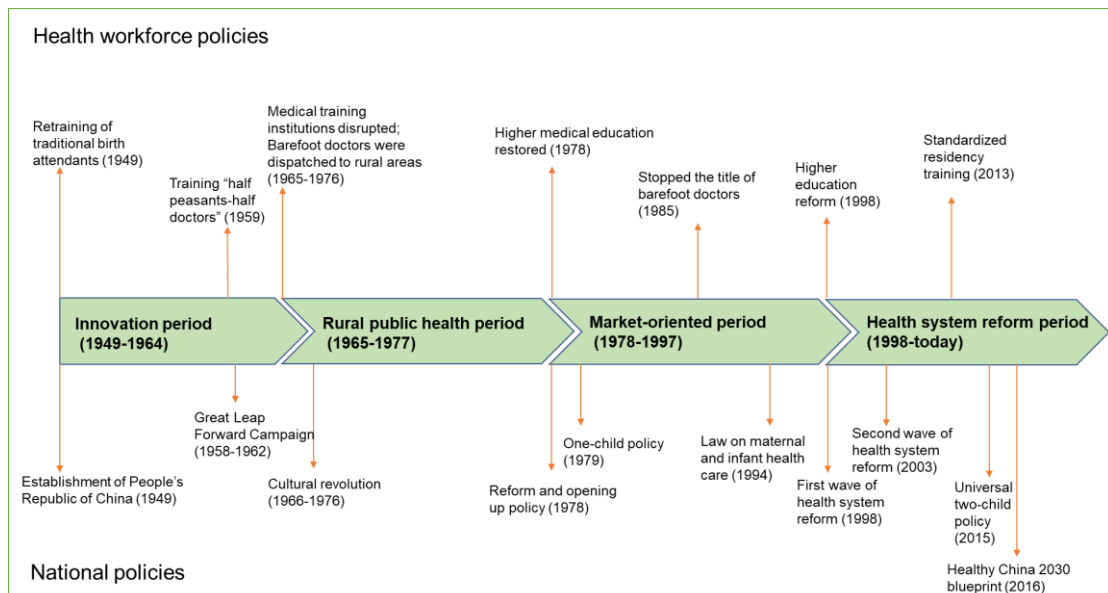 Health workforce policies
Retraining of
traditional birth
attendants (1949)
Training “half
peasants-half
doctors” (1959)
Medical training
institutions disrupted;
Barefoot doctors were
dispatched to rural areas
(1965-1976)
Higher medical education
restored (1978)
Stopped the title of
barefoot doctors
(1985)
Higher
education
reform (1998)
Standardized
residency
training (2013)
Innovation period
(1949-1964)
Rural public health period
(1965-1977)
Market-oriented period
(1978-1997)
Health system reform period
(1998-today)
Establishment of People’s
Republic of China (1949)
Great Leap
Forward Campaign
(1958-1962)
Cultural revolution
(1966-1976)
Reform and opening
up policy (1978)
One-child policy
(1979)
Law on maternal
and infant health
care (1994)
First wave of
health system
reform (1998)
Second wave of
health system
reform (2003)
Universal
two-child
policy
(2015)
Healthy China 2030
blueprint (2016)
National policies